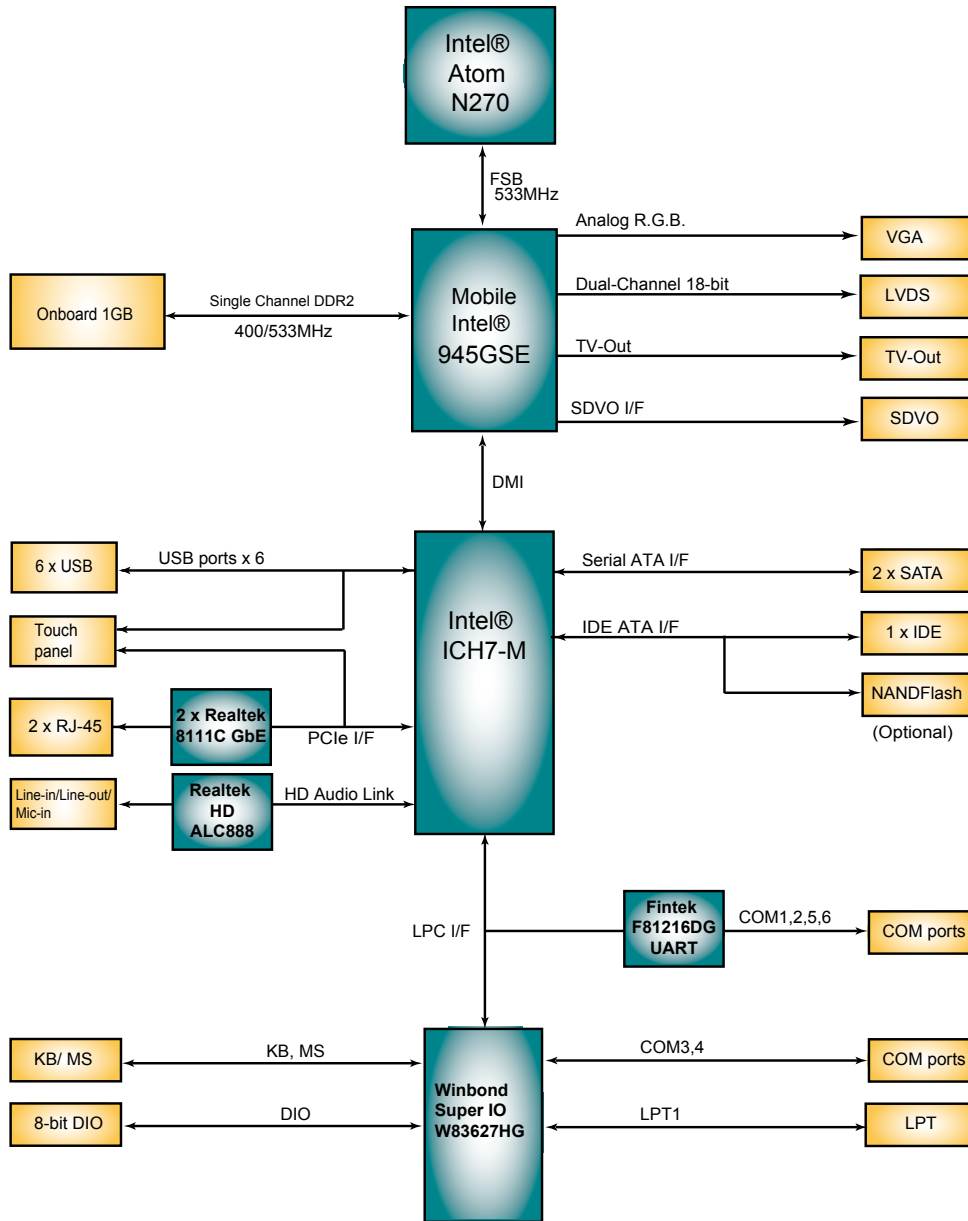 Intel®
Atom
N270
FSB
533MHz
Analog R.G.B.
VGA
Onboard 1GB
Single Channel DDR2
400/533MHz
Mobile
Intel®
945GSE
Dual-Channel 18-bit
LVDS
TV-Out
TV-Out
SDVO I/F
SDVO
DMI
6 x USB
USB ports x 6
Touch
panel
Intel®
ICH7-M
Serial ATA I/F
2 x SATA
IDE ATA I/F
1 x IDE
NANDFlash
(Optional)
2 x RJ-45
2 x Realtek
8111C GbE
PCIe I/F
Line-in/Line-out/
Mic-in
Realtek
HD
ALC888
HD Audio Link
LPC I/F
Fintek
F81216DG
UART
COM1,2,5,6
COM ports
KB/ MS
KB, MS
8-bit DIO
DIO
Winbond
Super IO
W83627HG
COM3,4
COM ports
LPT1
LPT